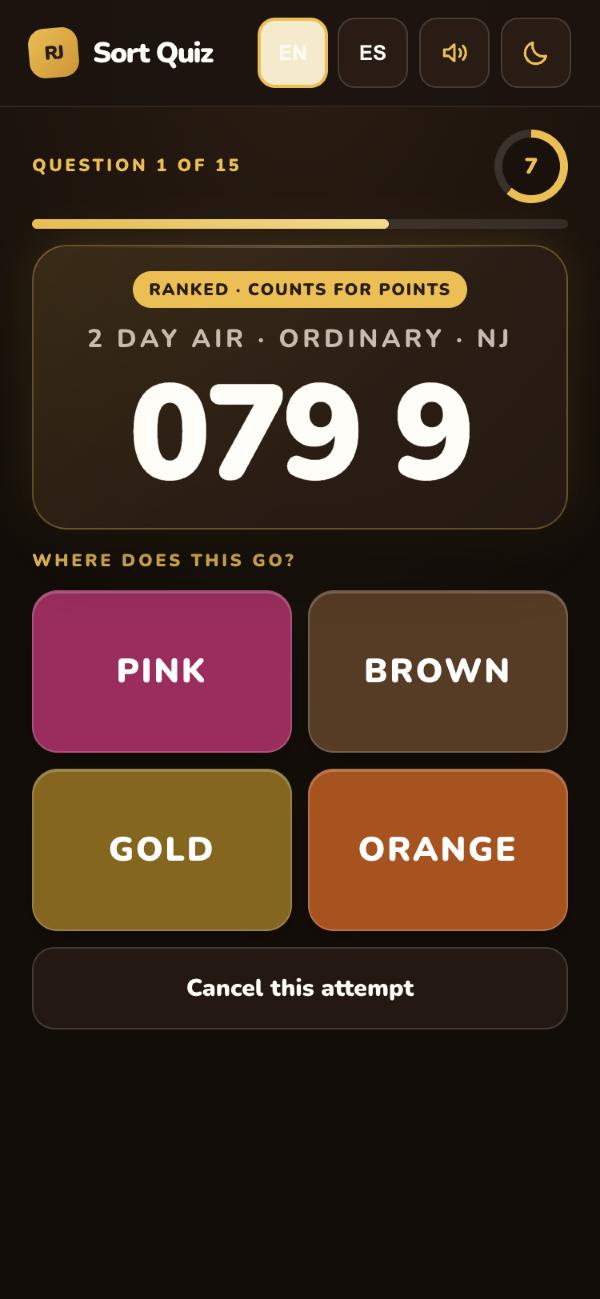 RJ Sort Quiz EN ES
QUESTION 1 OF 15 7
RANKED · COUNTS FOR POINTS
2 DAY AIR · ORDINARY · NJ
079 9
WHERE DOES THIS GO?
PINK BROWN
GOLD ORANGE
Cancel this attempt